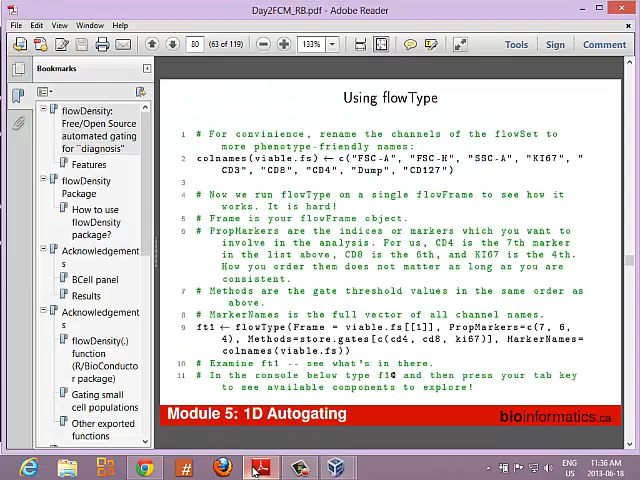 Day2FCM_RB.pdf - Adobe Reader
File Edit View Window Help
80 (63 of 119) 133% Tools Sign Comment
Bookmarks
flowDensity:
Free/Open Source
automated gating
for ``diagnosis''
Features
flowDensity
Package
How to use
flowDensity
package?
Acknowledgement
s
BCell panel
Results
Acknowledgement
s
flowDensity(.)
function
(R/BioConducto
r package)
Gating small
cell populations
Other exported
functions
Using flowType
1 # For convinience, rename the channels of the flowSet to
more phenotype-friendly names:
2 colnames(viable.fs) ← c("FSC-A", "FSC-H", "SSC-A", "KI67", "
CD3", "CD8", "CD4", "Dump", "CD127")
3
4 # Now we run flowType on a single flowFrame to see how it
works. It is hard!
5 # Frame is your flowFrame object.
6 # PropMarkers are the indices or markers which you want to
involve in the analysis. For us, CD4 is the 7th marker
in the list above, CD8 is the 6th, and KI67 is the 4th.
How you order them does not matter as long as you are
consistent.
7 # Methods are the gate threshold values in the same order as
above.
8 # MarkerNames is the full vector of all channel names.
9 ft1 ← flowType(Frame = viable.fs[[1]], PropMarkers=c(7, 6,
4), Methods=store.gates[c(cd4, cd8, ki67)], MarkerNames=
colnames(viable.fs))
10 # Examine ft1 -- see what's in there.
11 # In the console below type f1@ and then press your tab key
to see available components to explore!
Module 5: 1D Autogating
bioinformatics.ca
ENG 11:36 AM
US 2013-06-18